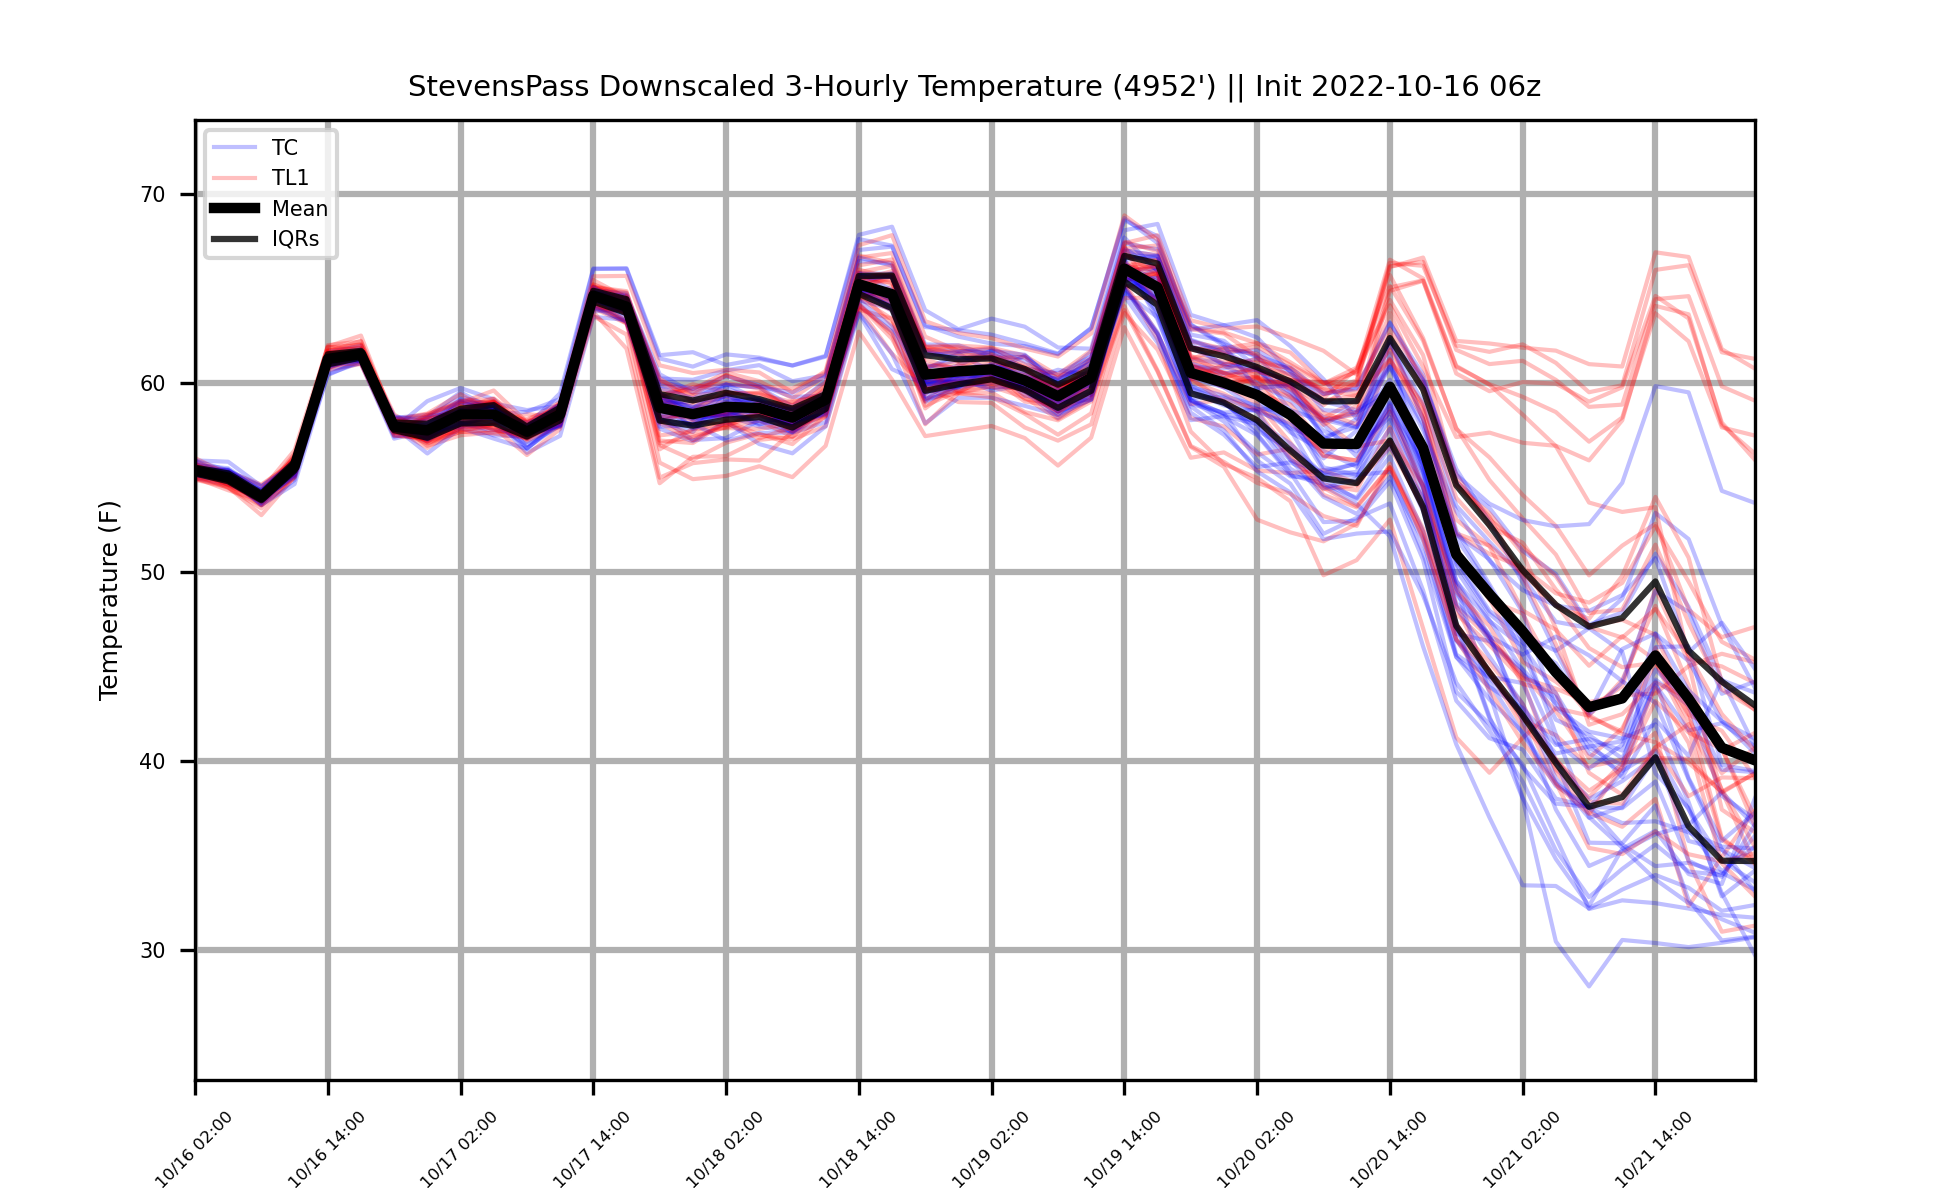 StevensPass Downscaled 3-Hourly Temperature (4952') || Init 2022-10-16 06z
TC
TL1
Mean
IQRs
Temperature (F)
70
60
50
40
30
10/16 02:00
10/16 14:00
10/17 02:00
10/17 14:00
10/18 02:00
10/18 14:00
10/19 02:00
10/19 14:00
10/20 02:00
10/20 14:00
10/21 02:00
10/21 14:00